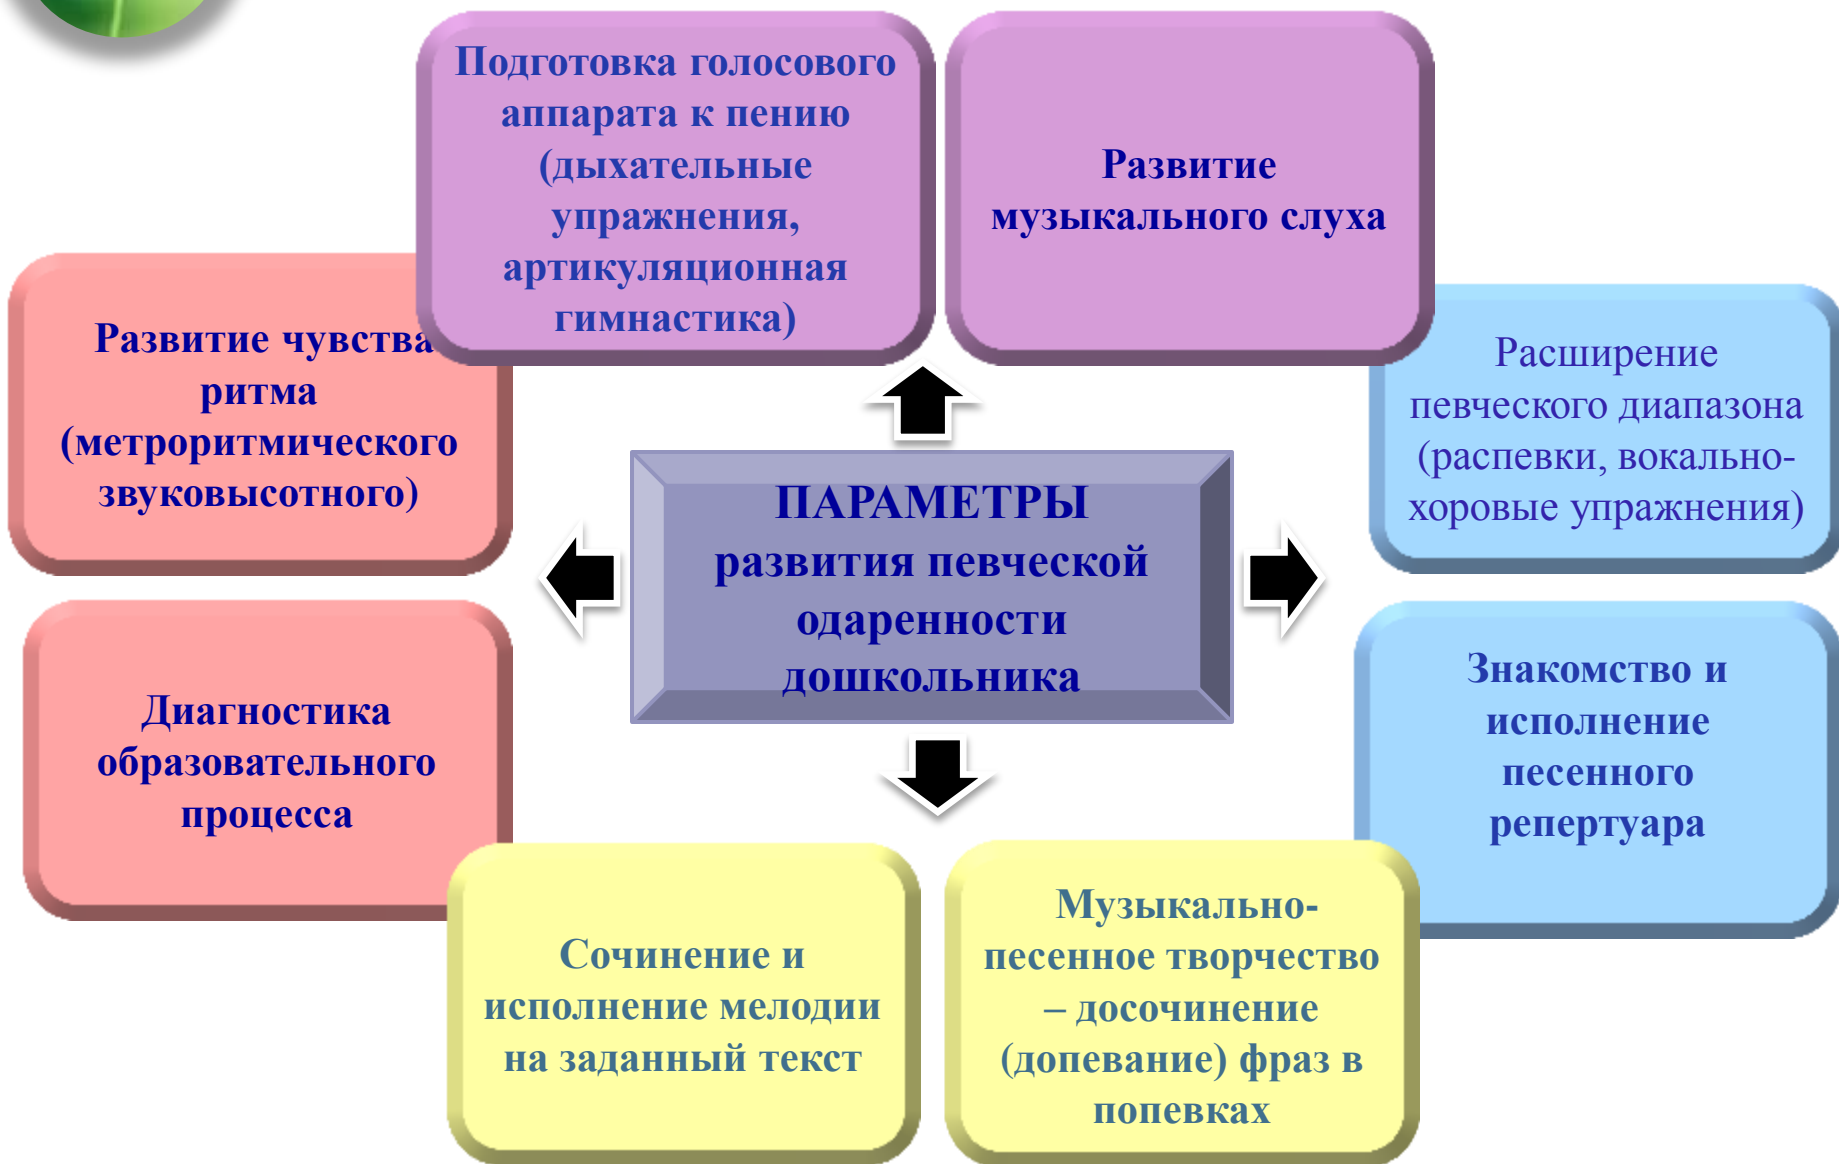 Подготовка голосового
аппарата к пению
(дыхательные
упражнения,
артикуляционная
гимнастика)
Развитие
музыкального слуха
Развитие чувства
ритма
(метроритмического
звуковысотного)
Расширение
певческого диапазона
(распевки, вокально-
хоровые упражнения)
ПАРАМЕТРЫ
развития певческой
одаренности
дошкольника
Диагностика
образовательного
процесса
Знакомство и
исполнение
песенного
репертуара
Сочинение и
исполнение мелодии
на заданный текст
Музыкально-
песенное творчество
– досочинение
(допевание) фраз в
попевках